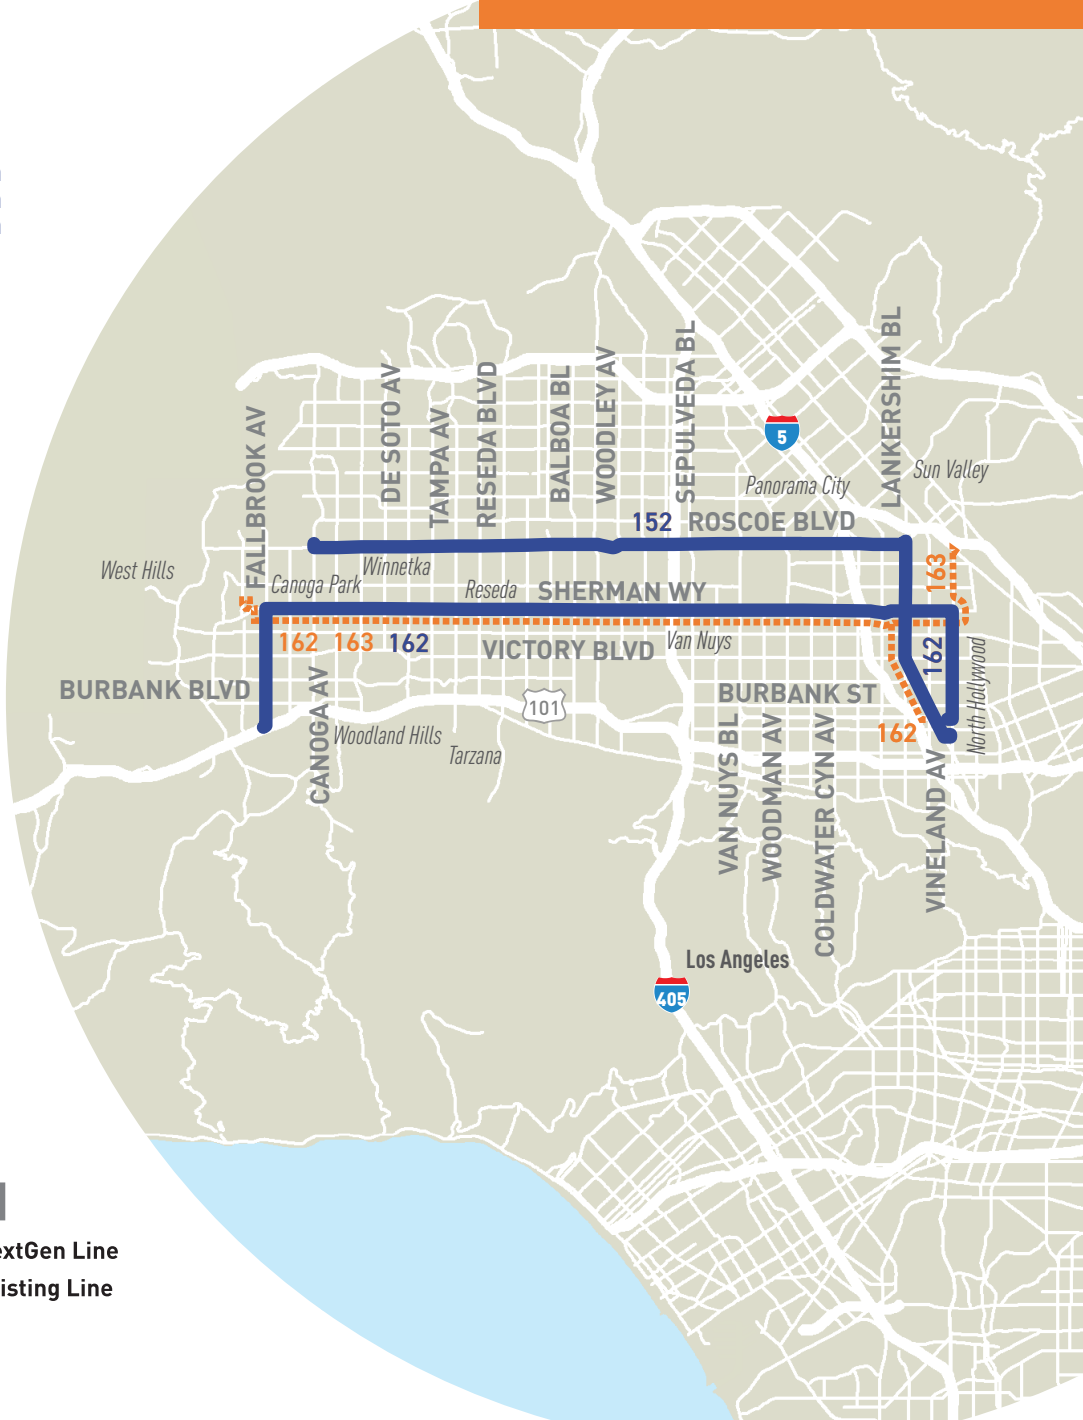 LANKERSHIM BL
SEPULVEDA BL
WOODLEY AV
BALBOA BL
RESEDA BLVD
TAMPA AV
DE SOTO AV
FALLBROOK AV
5
Sun Valley
Panorama City
152 ROSCOE BLVD
163
West Hills
Winnetka
Canoga Park
Reseda
SHERMAN WY
162 163 162
VICTORY BLVD
Van Nuys
162
North Hollywood
BURBANK BLVD
BURBANK ST
101
CANOGA AV
Woodland Hills
Tarzana
162
VAN NUYS BL
WOODMAN AV
COLDWATER CYN AV
VINELAND AV
Los Angeles
405
extGen Line
isting Line